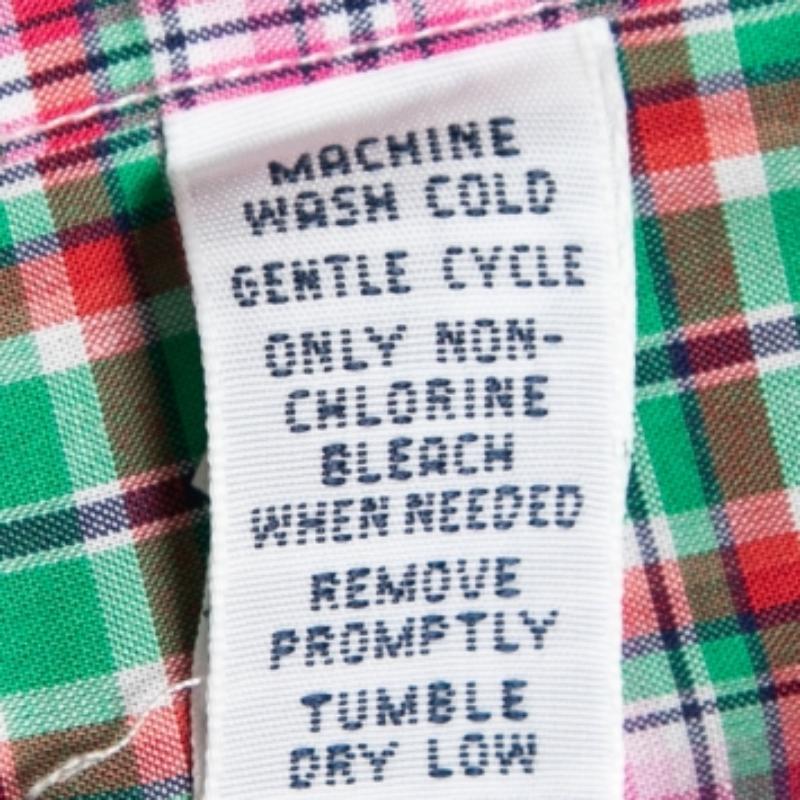 MACHINE
WASH COLD
GENTLE CYCLE
ONLY NON-
CHLORINE
BLEACH
WHEN NEEDED
REMOVE
PROMPTLY
TUMBLE
DRY LOW